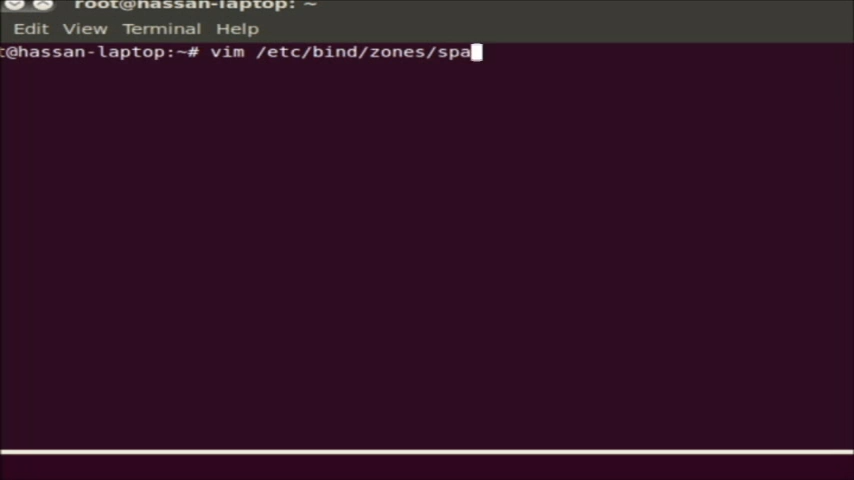 root@hassan-laptop: ~
Edit View Terminal Help
t@hassan-laptop:~# vim /etc/bind/zones/spa